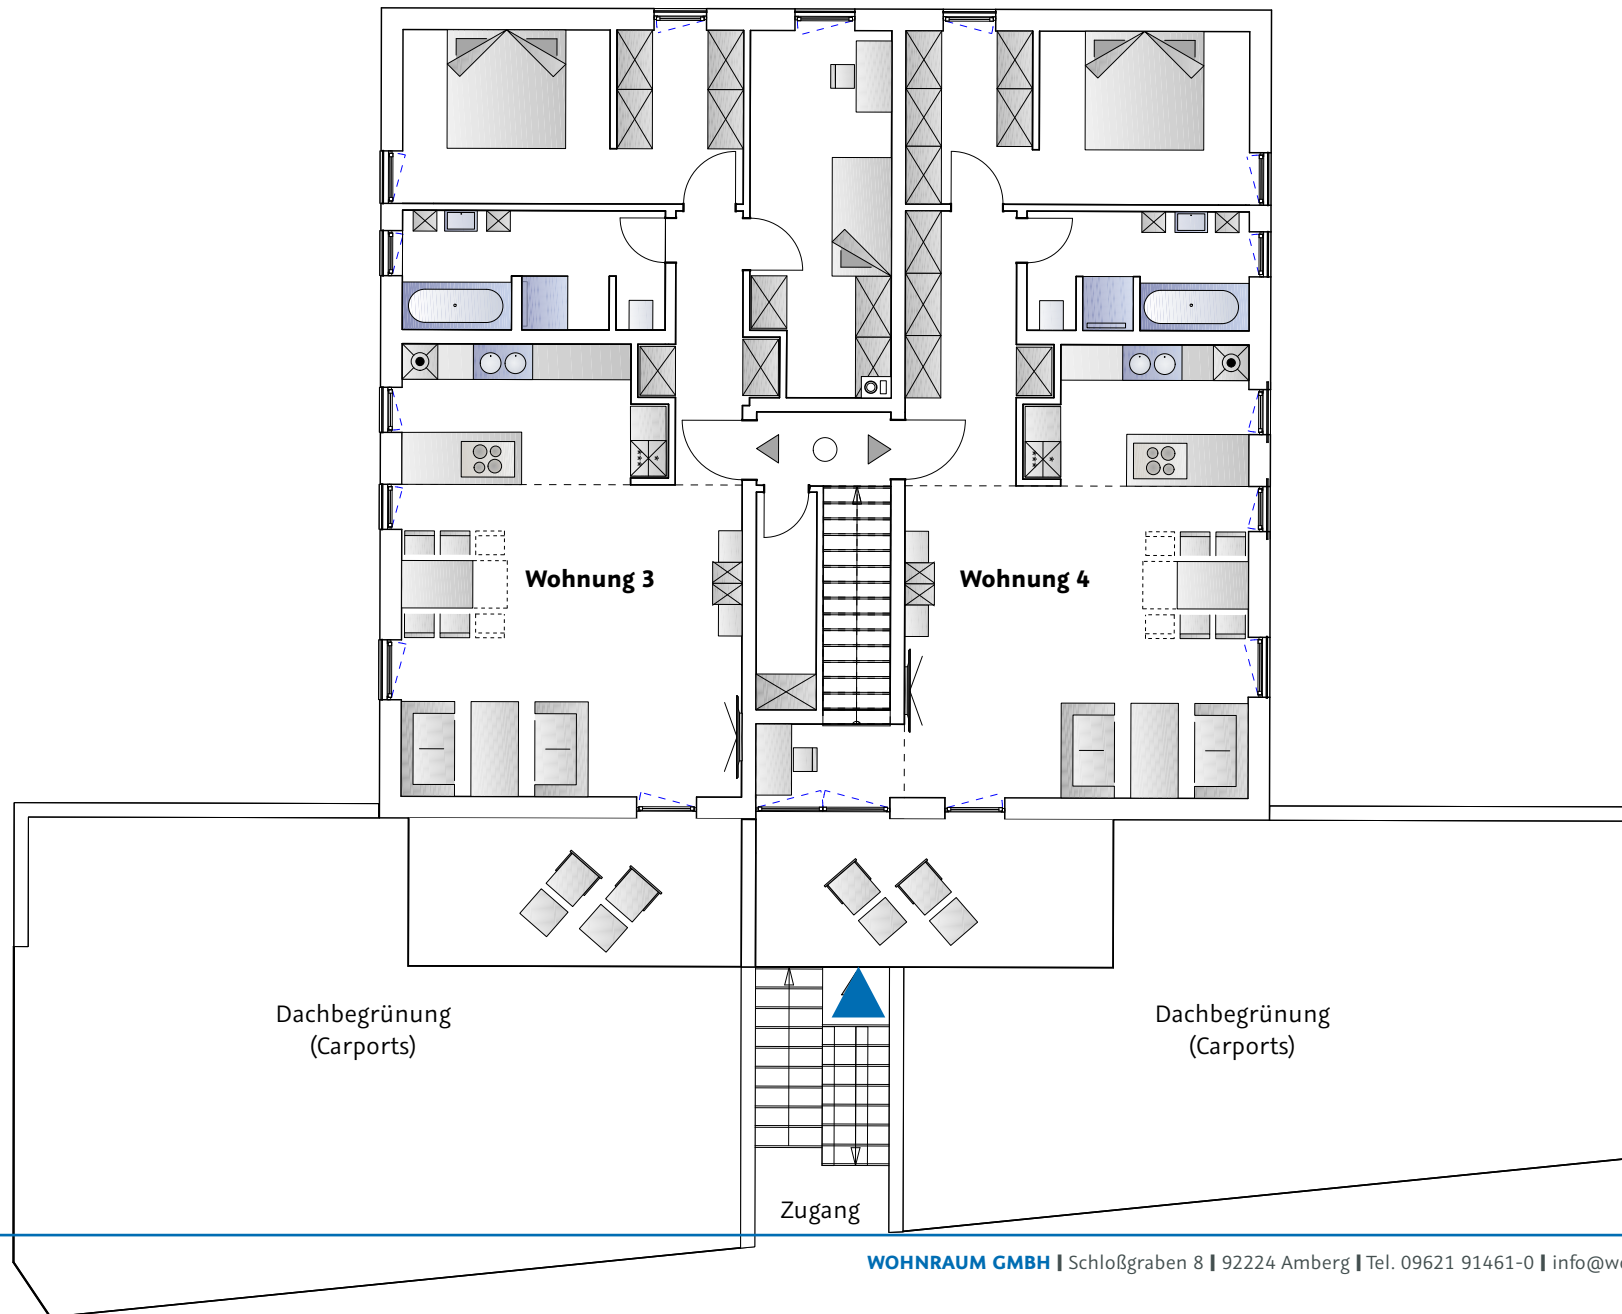 Wohnung 3
Wohnung 4
Dachbegrünung
(Carports)
Dachbegrünung
(Carports)
Zugang
WOHNRAUM GMBH | Schloßgraben 8 | 92224 Amberg | Tel. 09621 91461-0 |